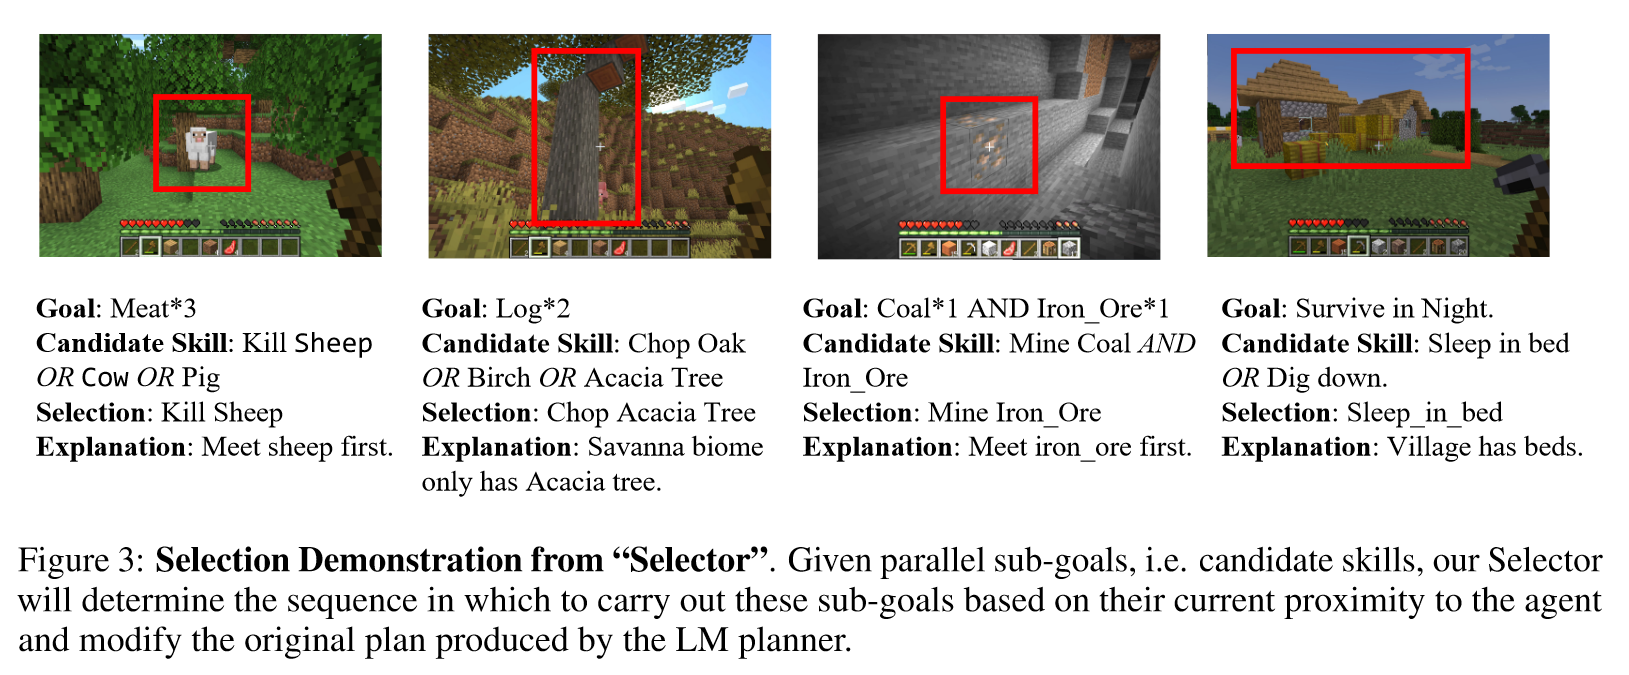 Goal: Meat*3
Candidate Skill: Kill Sheep
OR Cow OR Pig
Selection: Kill Sheep
Explanation: Meet sheep first.
Goal: Log*2
Candidate Skill: Chop Oak
OR Birch OR Acacia Tree
Selection: Chop Acacia Tree
Explanation: Savanna biome
only has Acacia tree.
Goal: Coal*1 AND Iron_Ore*1
Candidate Skill: Mine Coal AND
Iron_Ore
Selection: Mine Iron_Ore
Explanation: Meet iron_ore first.
Goal: Survive in Night.
Candidate Skill: Sleep in bed
OR Dig down.
Selection: Sleep_in_bed
Explanation: Village has beds.
Figure 3: Selection Demonstration from “Selector”. Given parallel sub-goals, i.e. candidate skills, our Selector
will determine the sequence in which to carry out these sub-goals based on their current proximity to the agent
and modify the original plan produced by the LM planner.